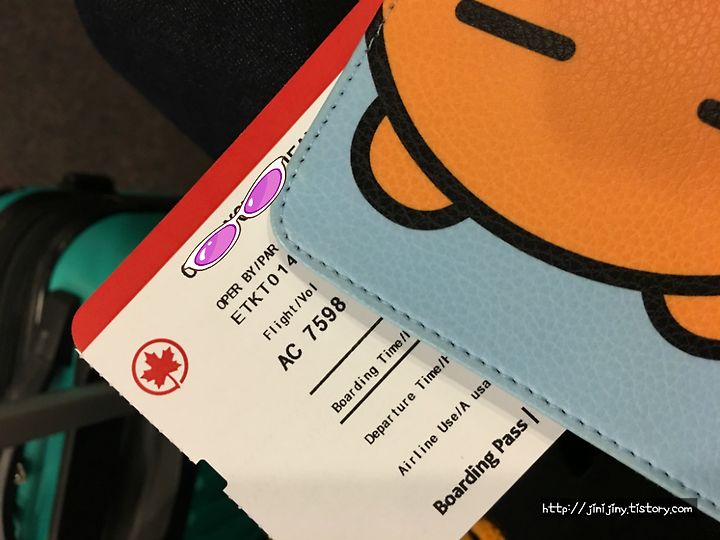 OPER BY/PAR
ETKT014
Flight/Vol
AC 7598
Boarding Time/
Departure Time/
Airline Use/A usa
Boarding Pass |
http://jinijiny.tistory.com